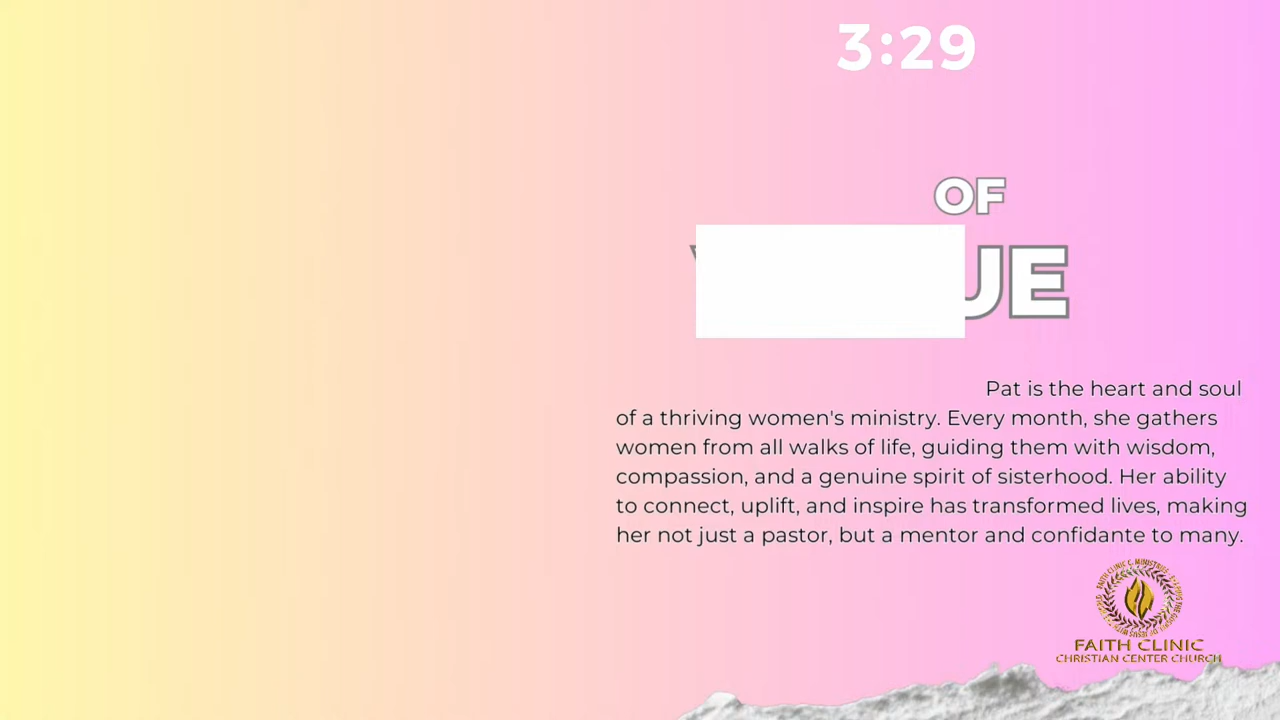 3:29
OF
UE
Pat is the heart and soul
of a thriving women's ministry. Every month, she gathers
women from all walks of life, guiding them with wisdom,
compassion, and a genuine spirit of sisterhood. Her ability
to connect, uplift, and inspire has transformed lives, making
her not just a pastor, but a mentor and confidante to many.
FAITH CLINIC
CHRISTIAN CENTER CHURCH